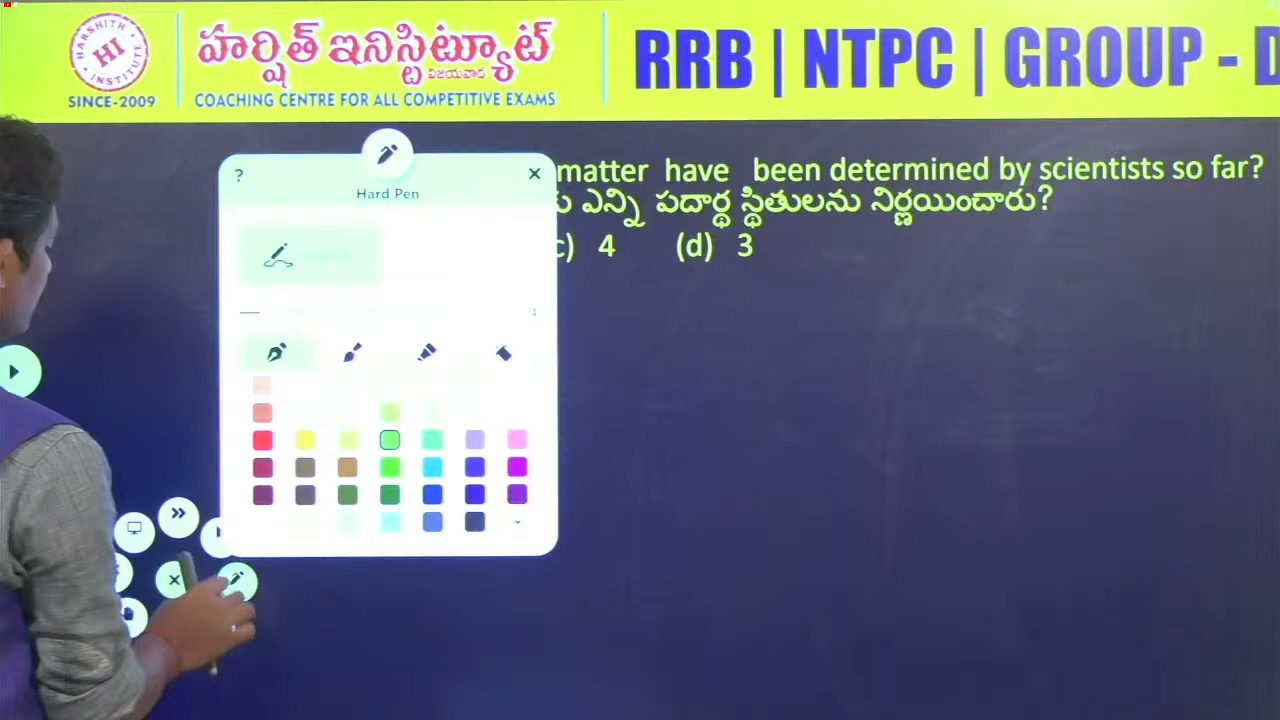 HARSHITH
HI
INSTITUTE
SINCE-2009
హర్షిత్ ఇనిస్టిట్యూట్
విజయవాడ
COACHING CENTRE FOR ALL COMPETITIVE EXAMS
RRB | NTPC | GROUP - D
? Hard Pen
matter have been determined by scientists so far?
ఎన్ని పదార్థ స్థితులను నిర్ణయించారు?
c) 4 (d) 3